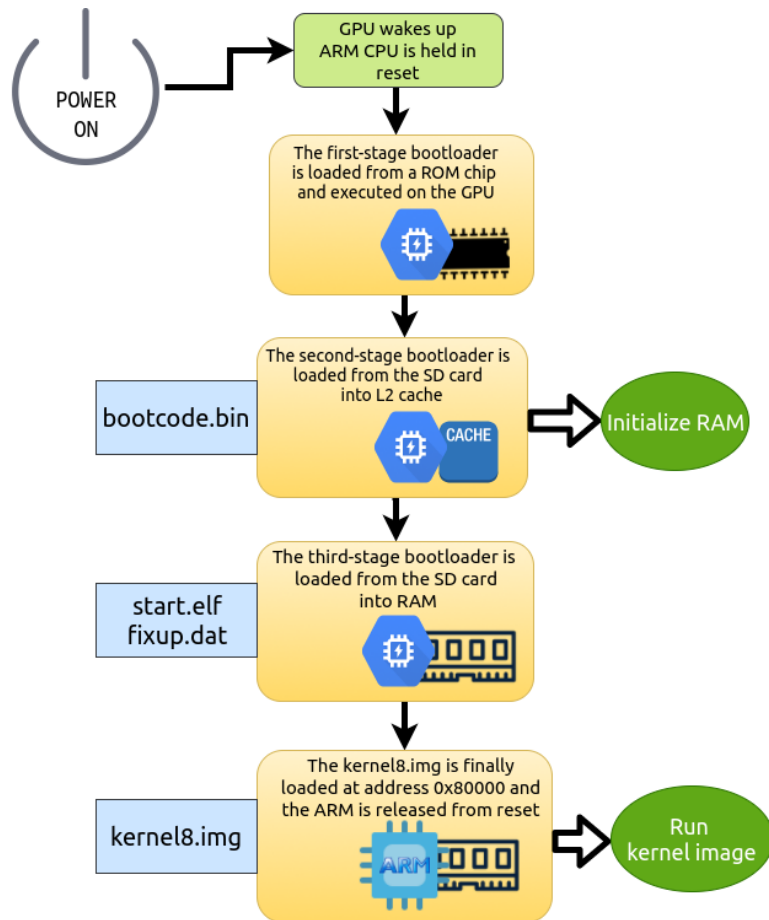 POWER
ON
GPU wakes up
ARM CPU is held in
reset
The first-stage bootloader
is loaded from a ROM chip
and executed on the GPU
bootcode.bin
The second-stage bootloader is
loaded from the SD card
into L2 cache
CACHE
Initialize RAM
start.elf
fixup.dat
The third-stage bootloader is
loaded from the SD card
into RAM
kernel8.img
The kernel8.img is finally
loaded at address 0x80000 and
the ARM is released from reset
ARM
Run
kernel image